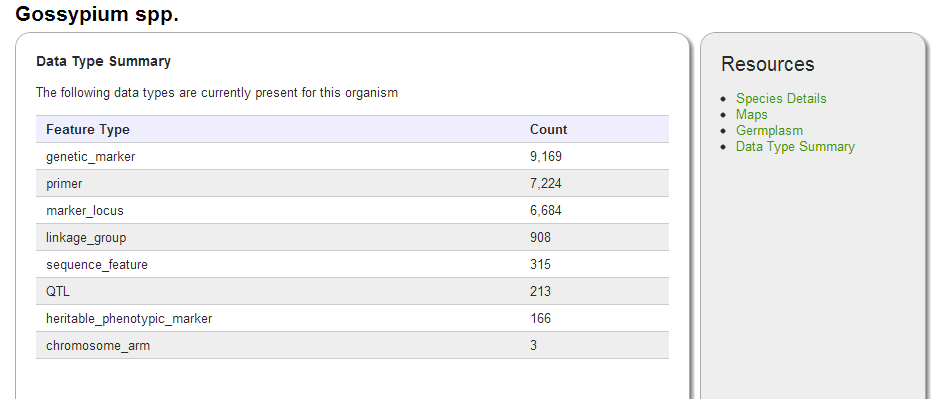 Gossypium spp.
Data Type Summary
The following data types are currently present for this organism
Feature Type Count
genetic_marker 9,169
primer 7,224
marker_locus 6,684
linkage_group 908
sequence_feature 315
QTL 213
heritable_phenotypic_marker 166
chromosome_arm 3
Resources
Species Details
Maps
Germplasm
Data Type Summary